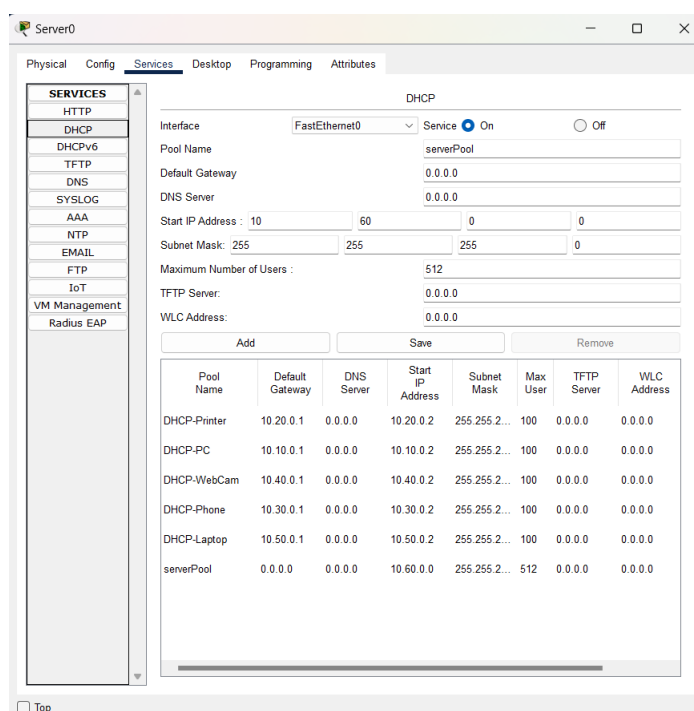 Server0
Physical Config Services Desktop Programming Attributes
SERVICES
HTTP
DHCP
DHCPv6
TFTP
DNS
SYSLOG
AAA
NTP
EMAIL
FTP
IoT
VM Management
Radius EAP
DHCP
Interface FastEthernet0 Service On Off
Pool Name serverPool
Default Gateway 0.0.0.0
DNS Server 0.0.0.0
Start IP Address : 10 60 0 0
Subnet Mask: 255 255 255 0
Maximum Number of Users : 512
TFTP Server: 0.0.0.0
WLC Address: 0.0.0.0
Add Save Remove
Pool Name Default Gateway DNS Server Start IP Address Subnet Mask Max User TFTP Server WLC Address
DHCP-Printer 10.20.0.1 0.0.0.0 10.20.0.2 255.255.2... 100 0.0.0.0 0.0.0.0
DHCP-PC 10.10.0.1 0.0.0.0 10.10.0.2 255.255.2... 100 0.0.0.0 0.0.0.0
DHCP-WebCam 10.40.0.1 0.0.0.0 10.40.0.2 255.255.2... 100 0.0.0.0 0.0.0.0
DHCP-Phone 10.30.0.1 0.0.0.0 10.30.0.2 255.255.2... 100 0.0.0.0 0.0.0.0
DHCP-Laptop 10.50.0.1 0.0.0.0 10.50.0.2 255.255.2... 100 0.0.0.0 0.0.0.0
serverPool 0.0.0.0 0.0.0.0 10.60.0.0 255.255.2... 512 0.0.0.0 0.0.0.0
Top